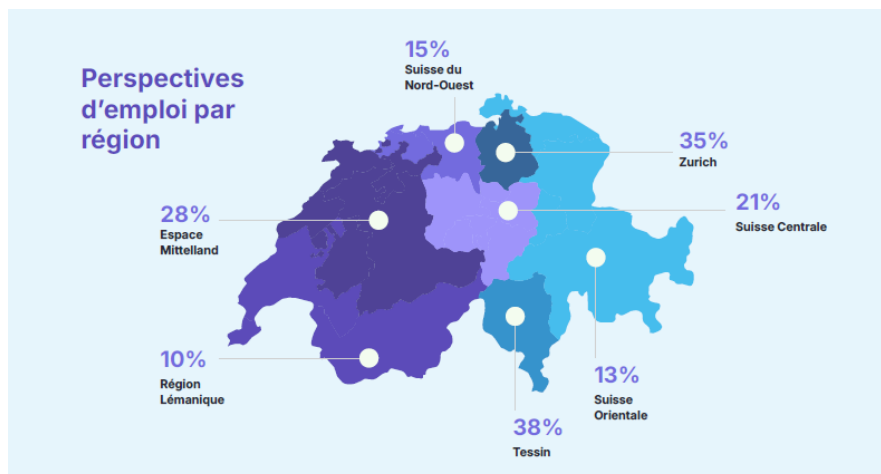 Perspectives
d’emploi par
région
15%
Suisse du
Nord-Ouest
35%
Zurich
21%
Suisse Centrale
28%
Espace
Mittelland
10%
Région
Lémanique
13%
Suisse
Orientale
38%
Tessin